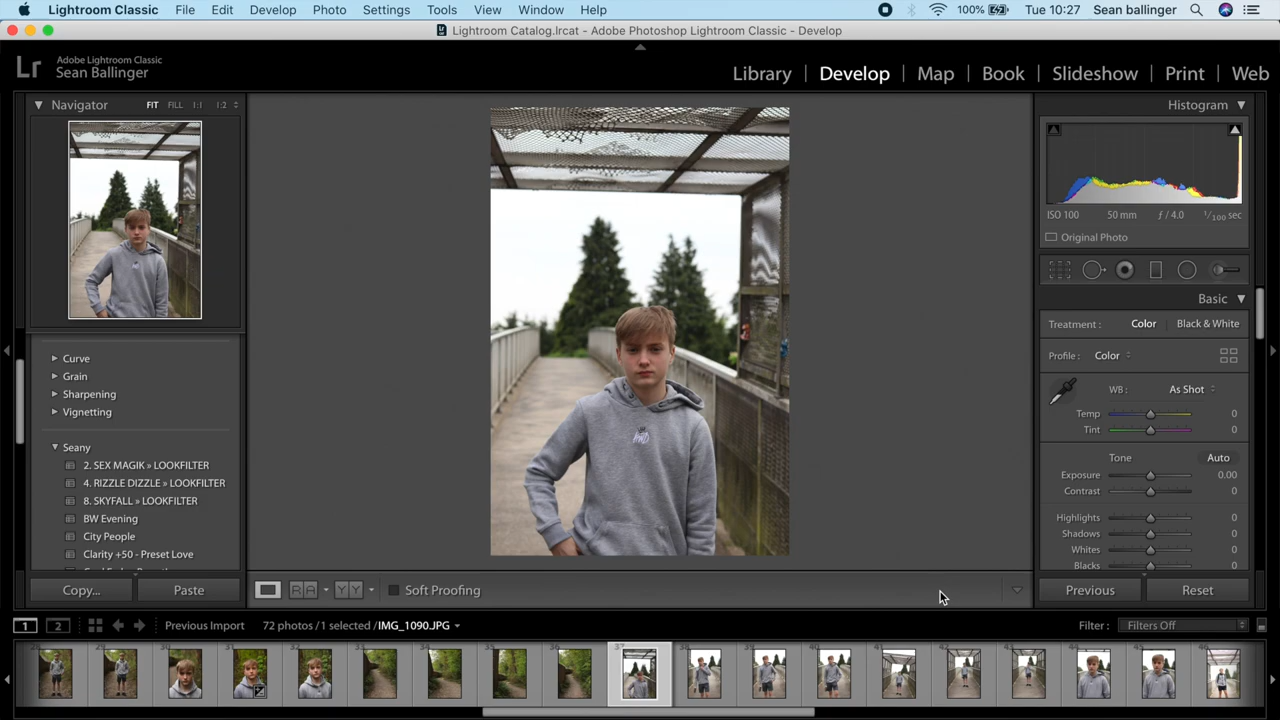 Lightroom Classic File Edit Develop Photo Settings Tools View Window Help 100% Tue 10:27 Sean ballinger
Lightroom Catalog.lrcat - Adobe Photoshop Lightroom Classic - Develop
Lr Adobe Lightroom Classic
Sean Ballinger
Library | Develop | Map | Book | Slideshow | Print | Web
Navigator FIT FILL 1:1 1:2
Curve
Grain
Sharpening
Vignetting
Seany
2. SEX MAGIK » LOOKFILTER
4. RIZZLE DIZZLE » LOOKFILTER
8. SKYFALL » LOOKFILTER
BW Evening
City People
Clarity +50 - Preset Love
Copy... Paste
Soft Proofing
Histogram
ISO 100 50 mm ƒ / 4.0 1/100 sec
Original Photo
Basic
Treatment : Color | Black & White
Profile : Color
WB : As Shot
Temp 0
Tint 0
Tone Auto
Exposure 0.00
Contrast 0
Highlights 0
Shadows 0
Whites 0
Blacks 0
Previous Reset
1 2 Previous Import 72 photos / 1 selected / IMG_1090.JPG Filter : Filters Off